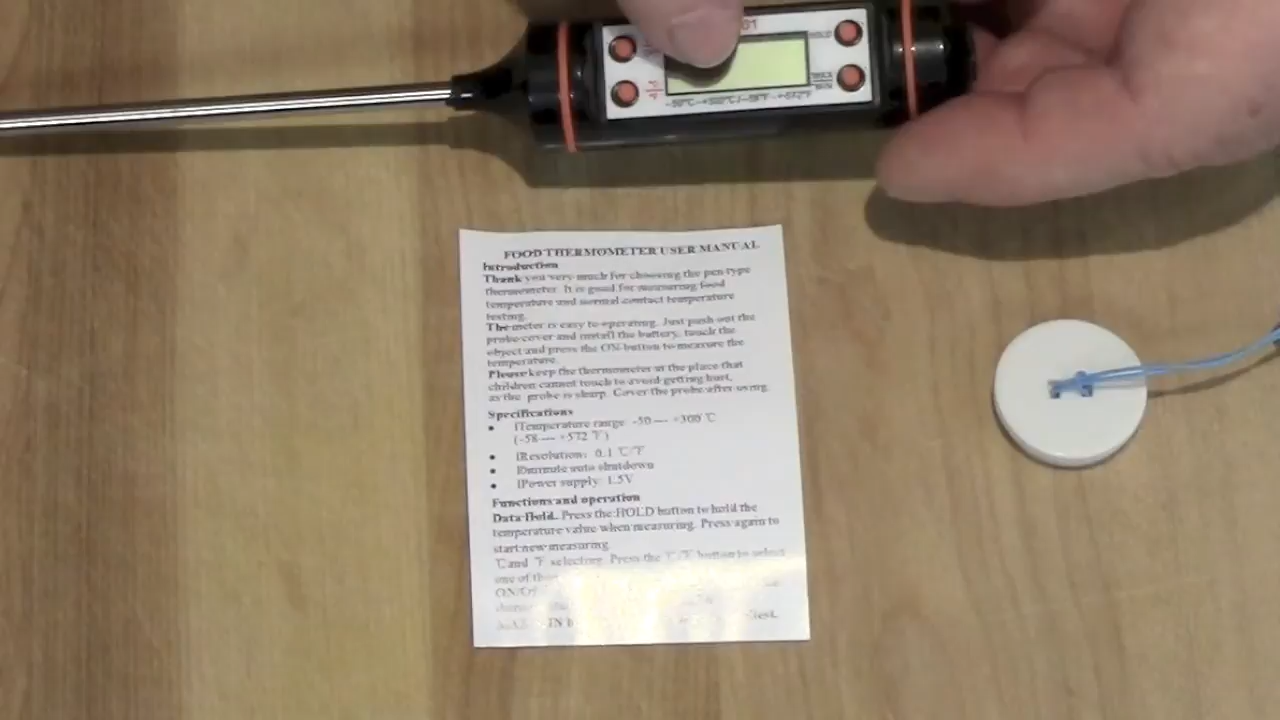 HOLD
-50°C~+300°C/-58°F~+572°F
FOOD THERMOMETER USER MANUAL
Introduction
Thank you very much for choosing the pen type
thermometer. It is good for measuring food
temperature and normal contact temperature
testing.
The meter is easy to operating. Just push out the
probe cover and install the battery, touch the
object and press the ON button to measure the
temperature.
Please keep the thermometer at the place that
children cannot touch to avoid getting hurt,
as the probe is sharp. Cover the probe after using.
Specifications
• Temperature range: -50 --- +300 °C
(-58 --- +572 °F)
• Resolution: 0.1 °C/°F
• auto shutdown
• Power supply: 1.5V
Functions and operation
Data Hold. Press the HOLD button to hold the
temperature value when measuring. Press again to
start new measuring.
°C and °F selecting. Press the °C/°F button to select
one of
ON/OFF